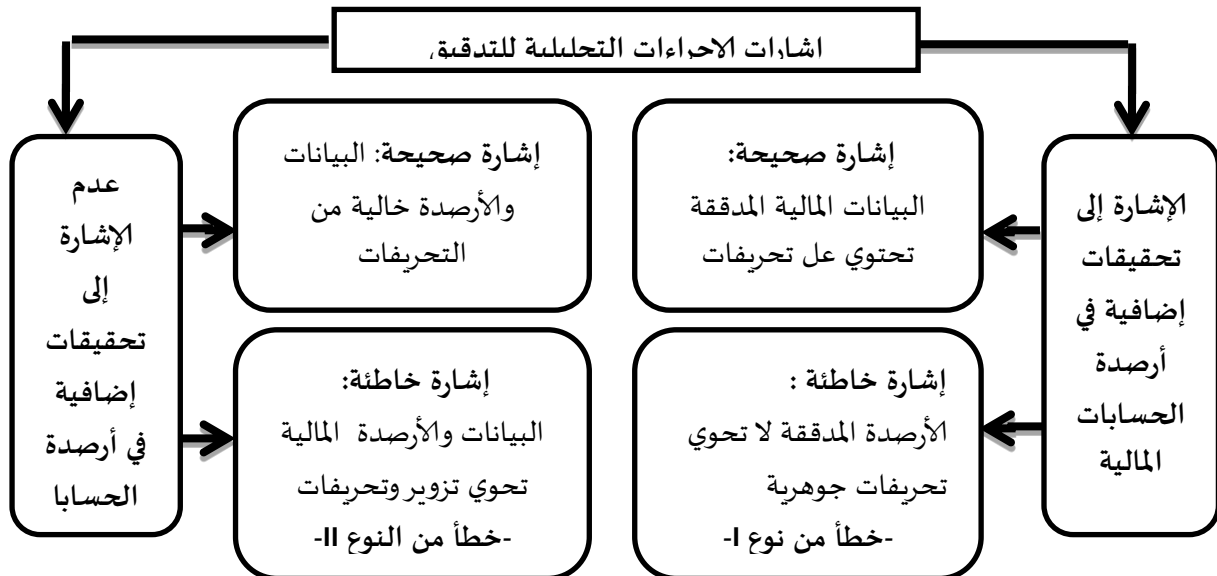 اشارات الاجراءات التحليلية للتدقيق
الإشارة إلى
تحقيقات
إضافية في
أرصدة
الحسابات
المالية
إشارة صحيحة:
البيانات المالية المدققة
تحتوي عل تحريفات
إشارة خاطئة :
الأرصدة المدققة لا تحوي
تحريفات جوهرية
-خطأ من نوع I-
إشارة صحيحة: البيانات
والأرصدة خالية من
التحريفات
إشارة خاطئة:
البيانات والأرصدة المالية
تحوي تزوير وتحريفات
-خطأ من النوع II-
عدم
الإشارة
إلى
تحقيقات
إضافية
في أرصدة
الحسابا